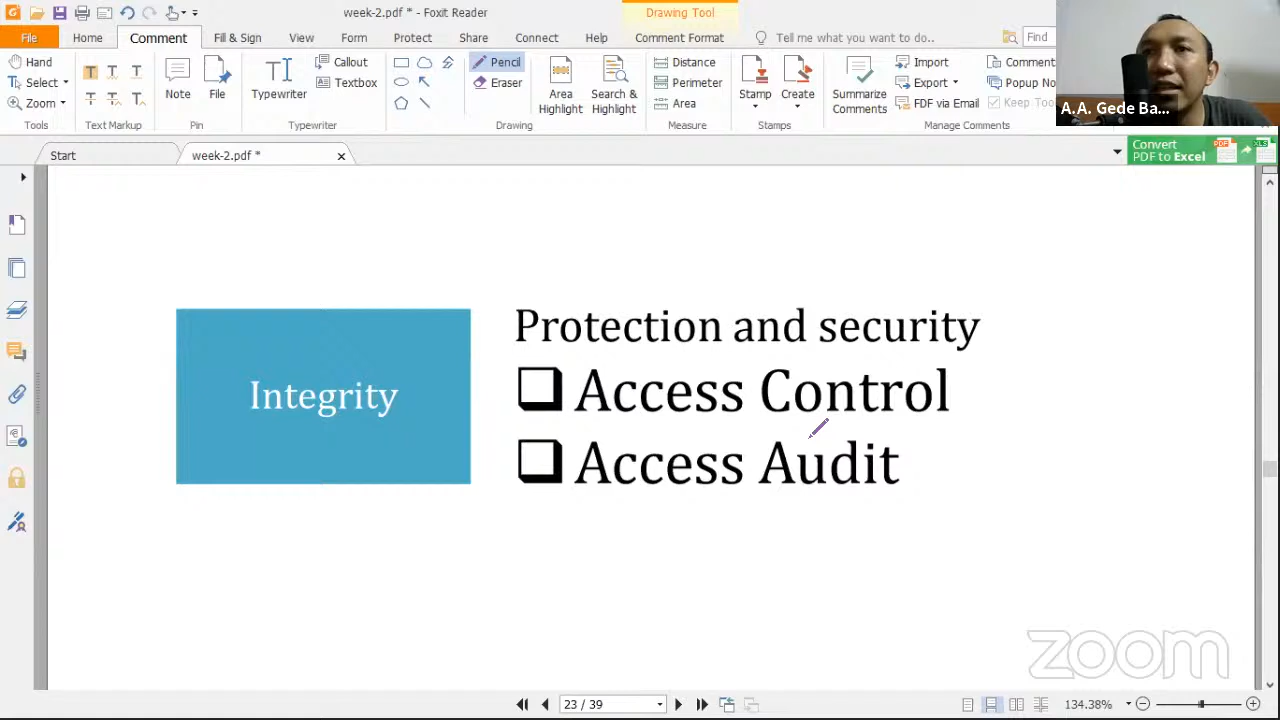 week-2.pdf * - Foxit Reader
Drawing Tool
File Home Comment Fill & Sign View Form Protect Share Connect Help Comment Format Tell me what you want to do.. Find
Hand
Select
Zoom
Tools
Text Markup
Note
File
Pin
Typewriter
Callout
Textbox
Typewriter
Pencil
Eraser
Drawing
Area
Highlight
Search &
Highlight
Distance
Perimeter
Area
Measure
Stamp
Create
Stamps
Summarize
Comments
Import
Export
FDF via Email
Popup No
Keep
Manage Comments
A.A. Gede Ba...
Start
week-2.pdf *
Convert
PDF to Excel
Integrity
Protection and security
Access Control
Access Audit
zoom
23 / 39
134.38%